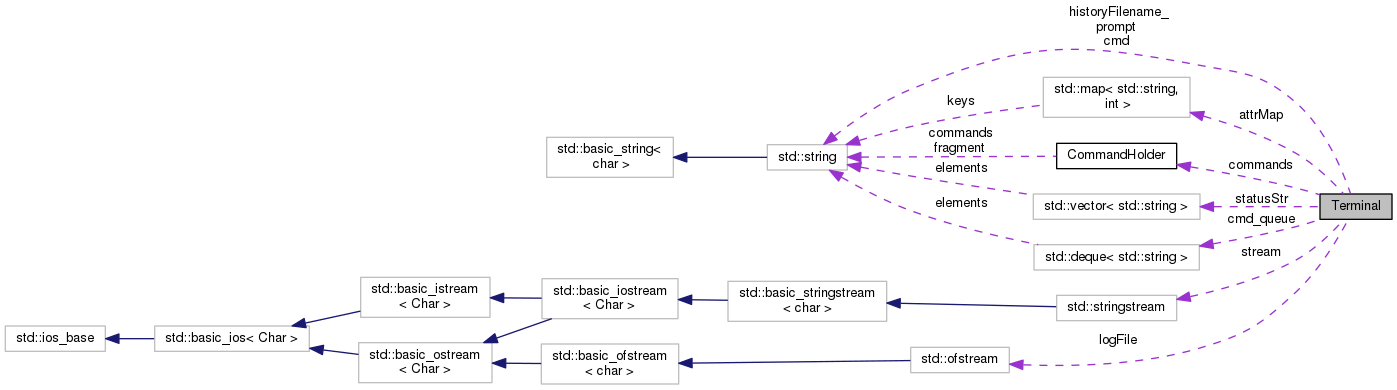 historyFilename_
prompt
cmd
std::map< std::string,
int >
keys
attrMap
commands
fragment
std::basic_string<
char >
std::string
CommandHolder
commands
elements
std::vector< std::string >
statusStr
Terminal
elements
cmd_queue
std::deque< std::string >
stream
std::basic_istream
< Char >
std::basic_iostream
< Char >
std::basic_stringstream
< char >
std::stringstream
std::ios_base
std::basic_ios< Char >
logFile
std::basic_ostream
< Char >
std::basic_ofstream
< char >
std::ofstream